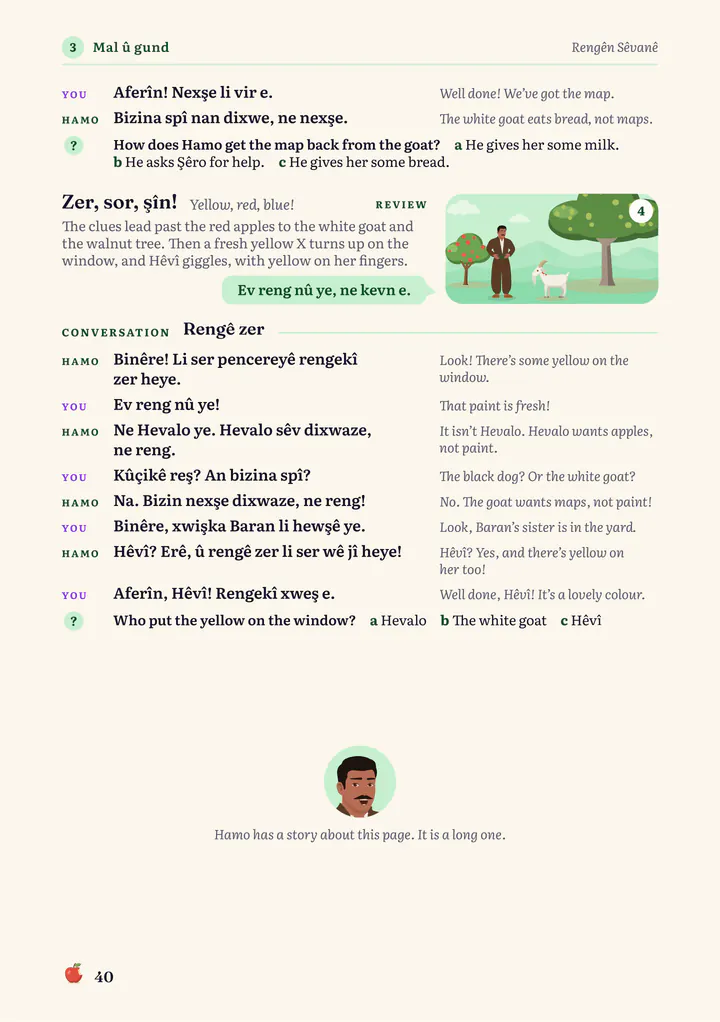 3 Mal û gund
Rengên Sêvanê
YOU Aferîn! Nexşe li vir e. Well done! We've got the map.
HAMO Bizina spî nan dixwe, ne nexşe. The white goat eats bread, not maps.
? How does Hamo get the map back from the goat? a He gives her some milk.
b He asks Şêro for help. c He gives her some bread.
Zer, sor, şîn! Yellow, red, blue! REVIEW
The clues lead past the red apples to the white goat and
the walnut tree. Then a fresh yellow X turns up on the
window, and Hêvî giggles, with yellow on her fingers.
Ev reng nû ye, ne kevn e.
4
CONVERSATION Rengê zer
HAMO Binêre! Li ser pencereyê rengekî Look! There's some yellow on the
zer heye. window.
YOU Ev reng nû ye! That paint is fresh!
HAMO Ne Hevalo ye. Hevalo sêv dixwaze, It isn't Hevalo. Hevalo wants apples,
ne reng. not paint.
YOU Kûçikê reş? An bizina spî? The black dog? Or the white goat?
HAMO Na. Bizin nexşe dixwaze, ne reng! No. The goat wants maps, not paint!
YOU Binêre, xwişka Baran li hewşê ye. Look, Baran's sister is in the yard.
HAMO Hêvî? Erê, û rengê zer li ser wê jî heye! Hêvî? Yes, and there's yellow on
her too!
YOU Aferîn, Hêvî! Rengekî xweş e. Well done, Hêvî! It's a lovely colour.
? Who put the yellow on the window? a Hevalo b The white goat c Hêvî
Hamo has a story about this page. It is a long one.
40